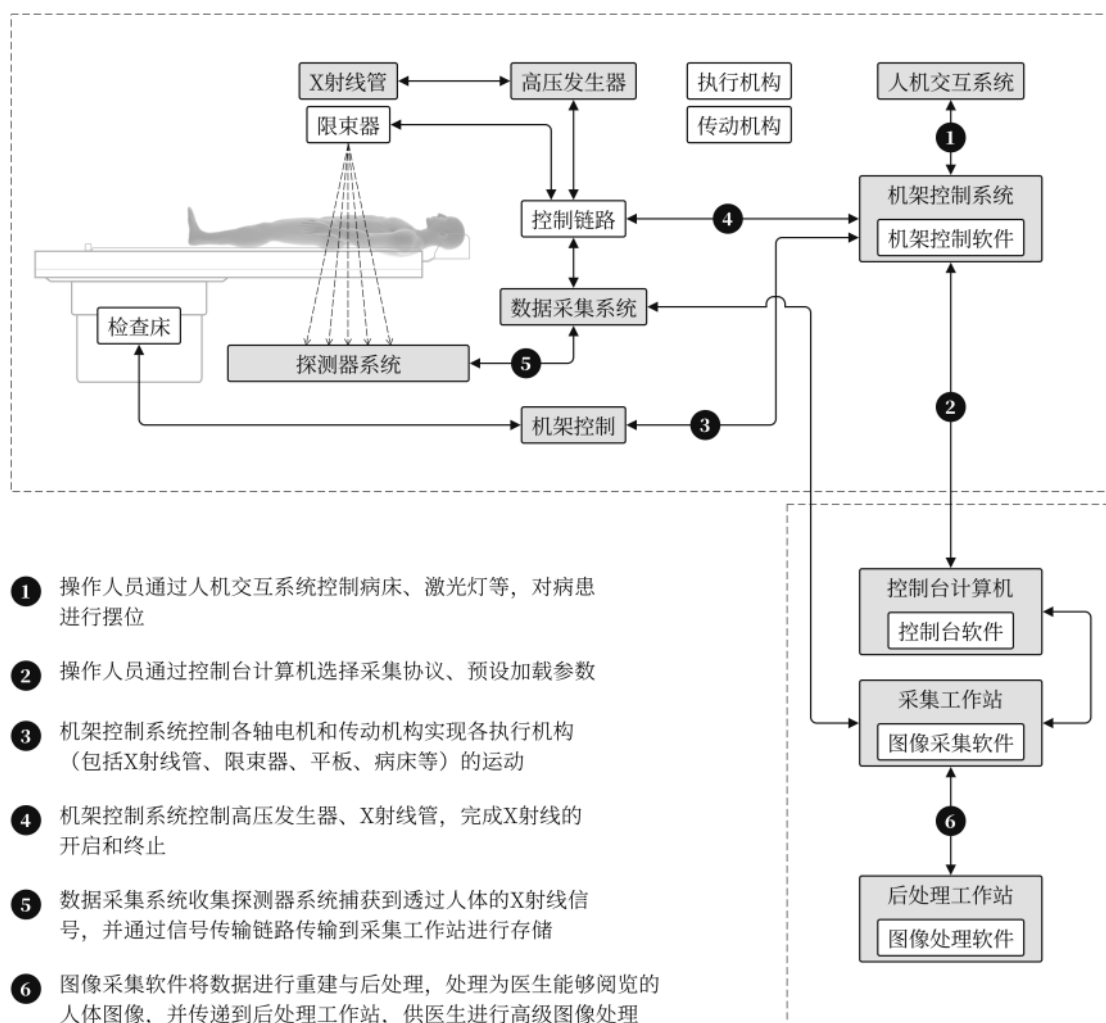 X射线管
高压发生器
执行机构
人机交互系统
限束器
传动机构
1
机架控制系统
控制链路
4
机架控制软件
数据采集系统
检查床
探测器系统
5
机架控制
3
2
控制台计算机
控制台软件
采集工作站
图像采集软件
6
后处理工作站
图像处理软件
1 操作人员通过人机交互系统控制病床、激光灯等，对病患
进行摆位
2 操作人员通过控制台计算机选择采集协议、预设加载参数
3 机架控制系统控制各轴电机和传动机构实现各执行机构
（包括X射线管、限束器、平板、病床等）的运动
4 机架控制系统控制高压发生器、X射线管，完成X射线的
开启和终止
5 数据采集系统收集探测器系统捕获到透过人体的X射线信
号，并通过信号传输链路传输到采集工作站进行存储
6 图像采集软件将数据进行重建与后处理，处理为医生能够阅览的
人体图像，并传递到后处理工作站，供医生进行高级图像处理